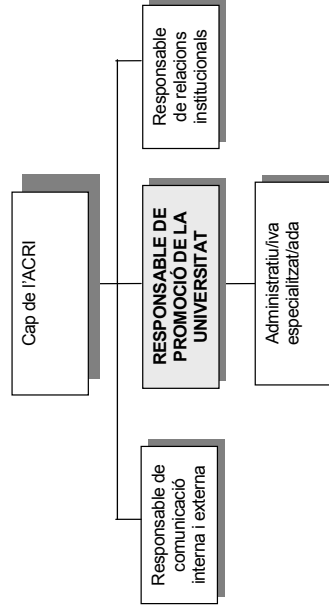 Cap de l'ACRI
Responsable de
comunicació
interna i externa
RESPONSABLE DE
PROMOCIÓ DE LA
UNIVERSITAT
Responsable
de relacions
institucionals
Administratiu/iva
especialitzat/ada